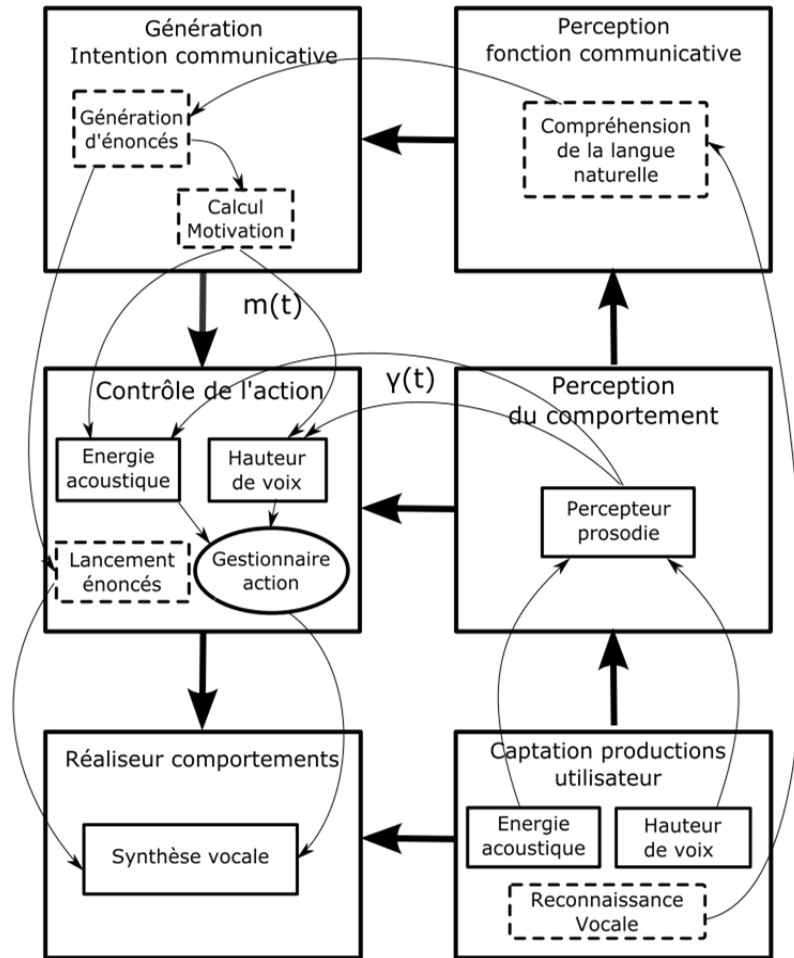 Génération
Intention communicative
Génération
d'énoncés
Calcul
Motivation
Perception
fonction communicative
Compréhension
de la langue
naturelle
m(t)
Contrôle de l'action
Energie
acoustique
Hauteur
de voix
Lancement
énoncés
Gestionnaire
action
γ(t)
Perception
du comportement
Percepteur
prosodie
Réaliseur comportements
Synthèse vocale
Captation productions
utilisateur
Energie
acoustique
Hauteur
de voix
Reconnaissance
Vocale